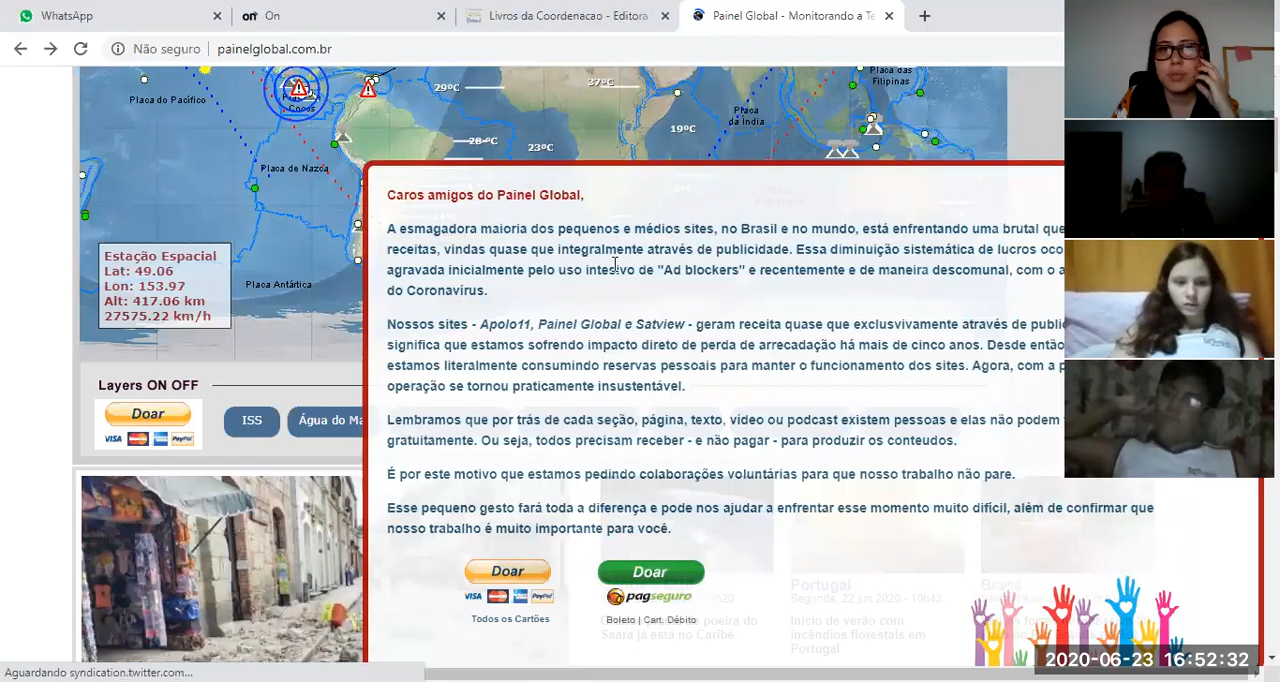 WhatsApp
On
Livros da Coordenacao - Editora
Painel Global - Monitorando a Te
Não seguro
painelglobal.com.br
Placa do Pacífico
Cocos
29ºC
37ºC
Placa
da Índia
Placa das
Filipinas
28ºC
23ºC
19ºC
Placa de Nazca
Placa Antártica
Estação Espacial
Lat: 49.06
Lon: 153.97
Alt: 417.06 km
27575.22 km/h
Layers ON OFF
Doar
VISA
PayPal
ISS
Água do Ma
Caros amigos do Painel Global,
A esmagadora maioria dos pequenos e médios sites, no Brasil e no mundo, está enfrentando uma brutal que
receitas, vindas quase que integralmente através de publicidade. Essa diminuição sistemática de lucros oco
agravada inicialmente pelo uso intesivo de "Ad blockers" e recentemente e de maneira descomunal, com o a
do Coronavírus.
Nossos sites - Apolo11, Painel Global e Satview - geram receita quase que exclusvivamente através de public
significa que estamos sofrendo impacto direto de perda de arrecadação há mais de cinco anos. Desde então
estamos literalmente consumindo reservas pessoais para manter o funcionamento dos sites. Agora, com a p
operação se tornou praticamente insustentável.
Lembramos que por trás de cada seção, página, texto, vídeo ou podcast existem pessoas e elas não podem
gratuitamente. Ou seja, todos precisam receber - e não pagar - para produzir os conteudos.
É por este motivo que estamos pedindo colaborações voluntárias para que nosso trabalho não pare.
Esse pequeno gesto fará toda a diferença e pode nos ajudar a enfrentar esse momento muito difícil, além de confirmar que
nosso trabalho é muito importante para você.
Doar
VISA
PayPal
Todos os Cartões
Doar
pagseguro
Boleto | Cart. Débito
poeira do
Saara já está no Caribe
Portugal
Segunda, 22 jun 2020 - 10h43
Início de verão com
incêndios florestais em
Portugal
Aguardando syndication.twitter.com...
2020-06-23 16:52:32